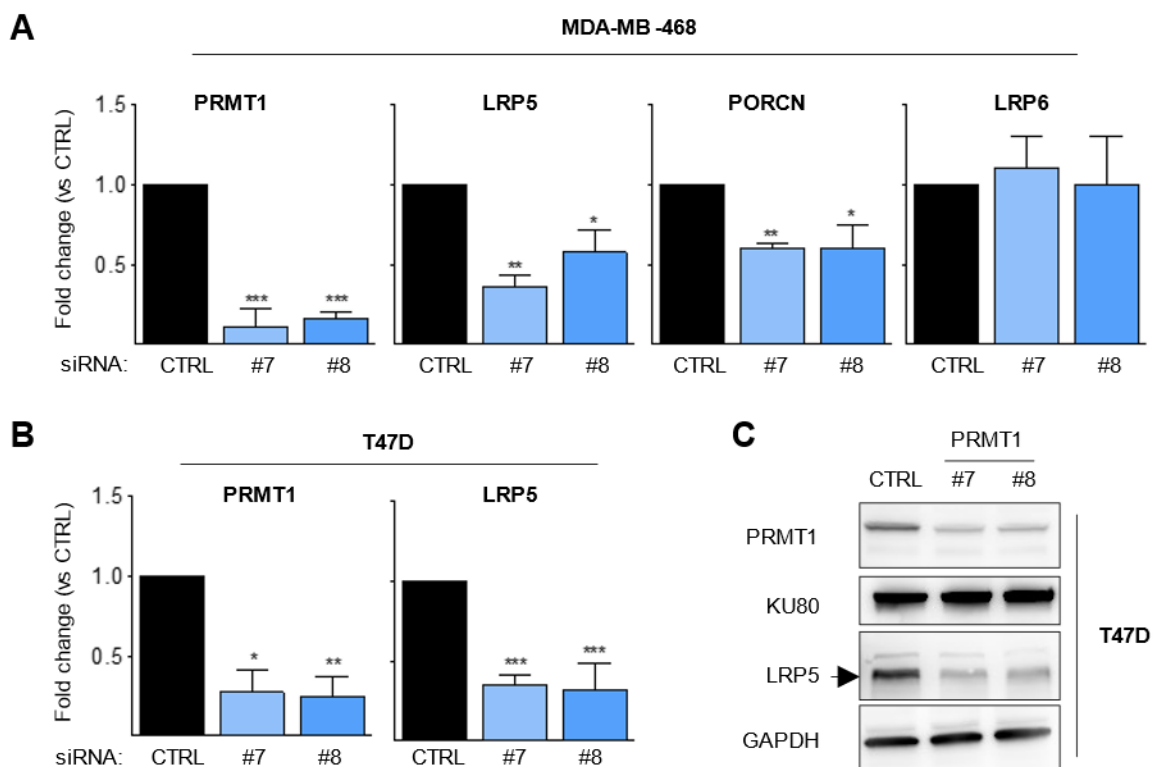 A
MDA-MB -468
PRMT1 LRP5 PORCN LRP6
Fold change (vs CTRL)
1.5
1.0
0.5
*** ***
** *
** *
siRNA: CTRL #7 #8 CTRL #7 #8 CTRL #7 #8 CTRL #7 #8
B
T47D
PRMT1 LRP5
Fold change (vs CTRL)
1.5
1.0
0.5
* **
*** ***
siRNA: CTRL #7 #8 CTRL #7 #8
C
PRMT1
CTRL #7 #8
PRMT1
KU80
LRP5
GAPDH
T47D